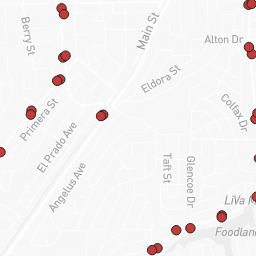 Berry St
Main St
Alton Dr
Eldora St
Colfax Dr
Primera St
El Prado Ave
Angelus Ave
Taft St
Glencoe Dr
LiVa
Foodland